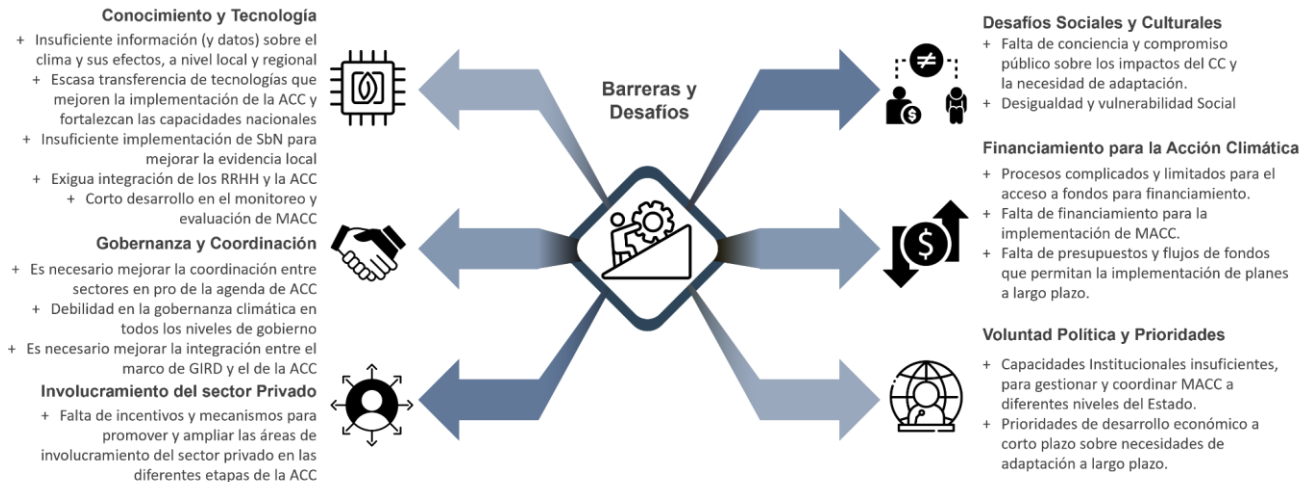 Conocimiento y Tecnología
+ Insuficiente información (y datos) sobre el
clima y sus efectos, a nivel local y regional
+ Escasa transferencia de tecnologías que
mejoren la implementación de la ACC y
fortalezcan las capacidades nacionales
+ Insuficiente implementación de SbN para
mejorar la evidencia local
+ Exigua integración de los RRHH y la ACC
+ Corto desarrollo en el monitoreo y
evaluación de MACC
Gobernanza y Coordinación
+ Es necesario mejorar la coordinación entre
sectores en pro de la agenda de ACC
+ Debilidad en la gobernanza climática en
todos los niveles de gobierno
+ Es necesario mejorar la integración entre el
marco de GIRD y el de la ACC
Involucramiento del sector Privado
+ Falta de incentivos y mecanismos para
promover y ampliar las áreas de
involucramiento del sector privado en las
diferentes etapas de la ACC
Barreras y
Desafíos
Desafíos Sociales y Culturales
+ Falta de conciencia y compromiso
público sobre los impactos del CC y
la necesidad de adaptación.
+ Desigualdad y vulnerabilidad Social
Financiamiento para la Acción Climática
+ Procesos complicados y limitados para el
acceso a fondos para financiamiento.
+ Falta de financiamiento para la
implementación de MACC.
+ Falta de presupuestos y flujos de fondos
que permitan la implementación de planes
a largo plazo.
Voluntad Política y Prioridades
+ Capacidades Institucionales insuficientes,
para gestionar y coordinar MACC a
diferentes niveles del Estado.
+ Prioridades de desarrollo económico a
corto plazo sobre necesidades de
adaptación a largo plazo.